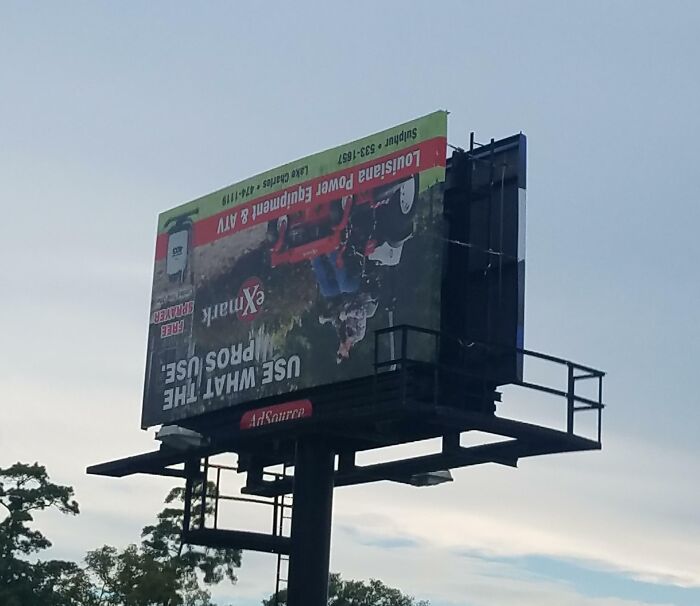 USE WHAT THE
PROS USE.
eXmark
FREE
SPRAYER
Louisiana Power Equipment & ATV
Lake Charles • 474-1119
Sulphur • 533-1657
AdSource